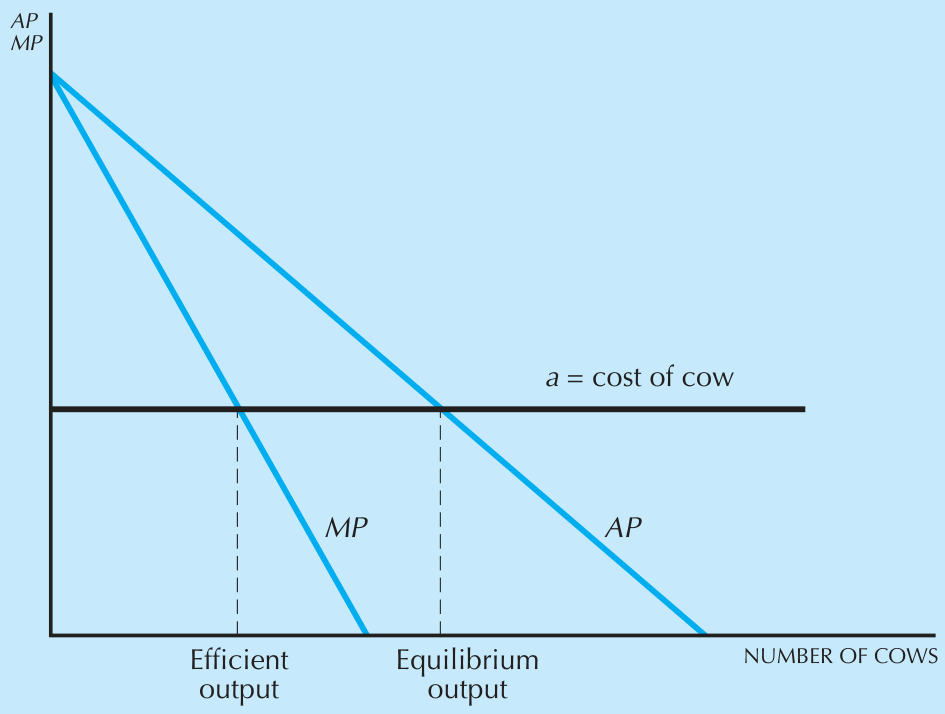 AP
MP
a = cost of cow
MP
AP
Efficient
output
Equilibrium
output
NUMBER OF COWS